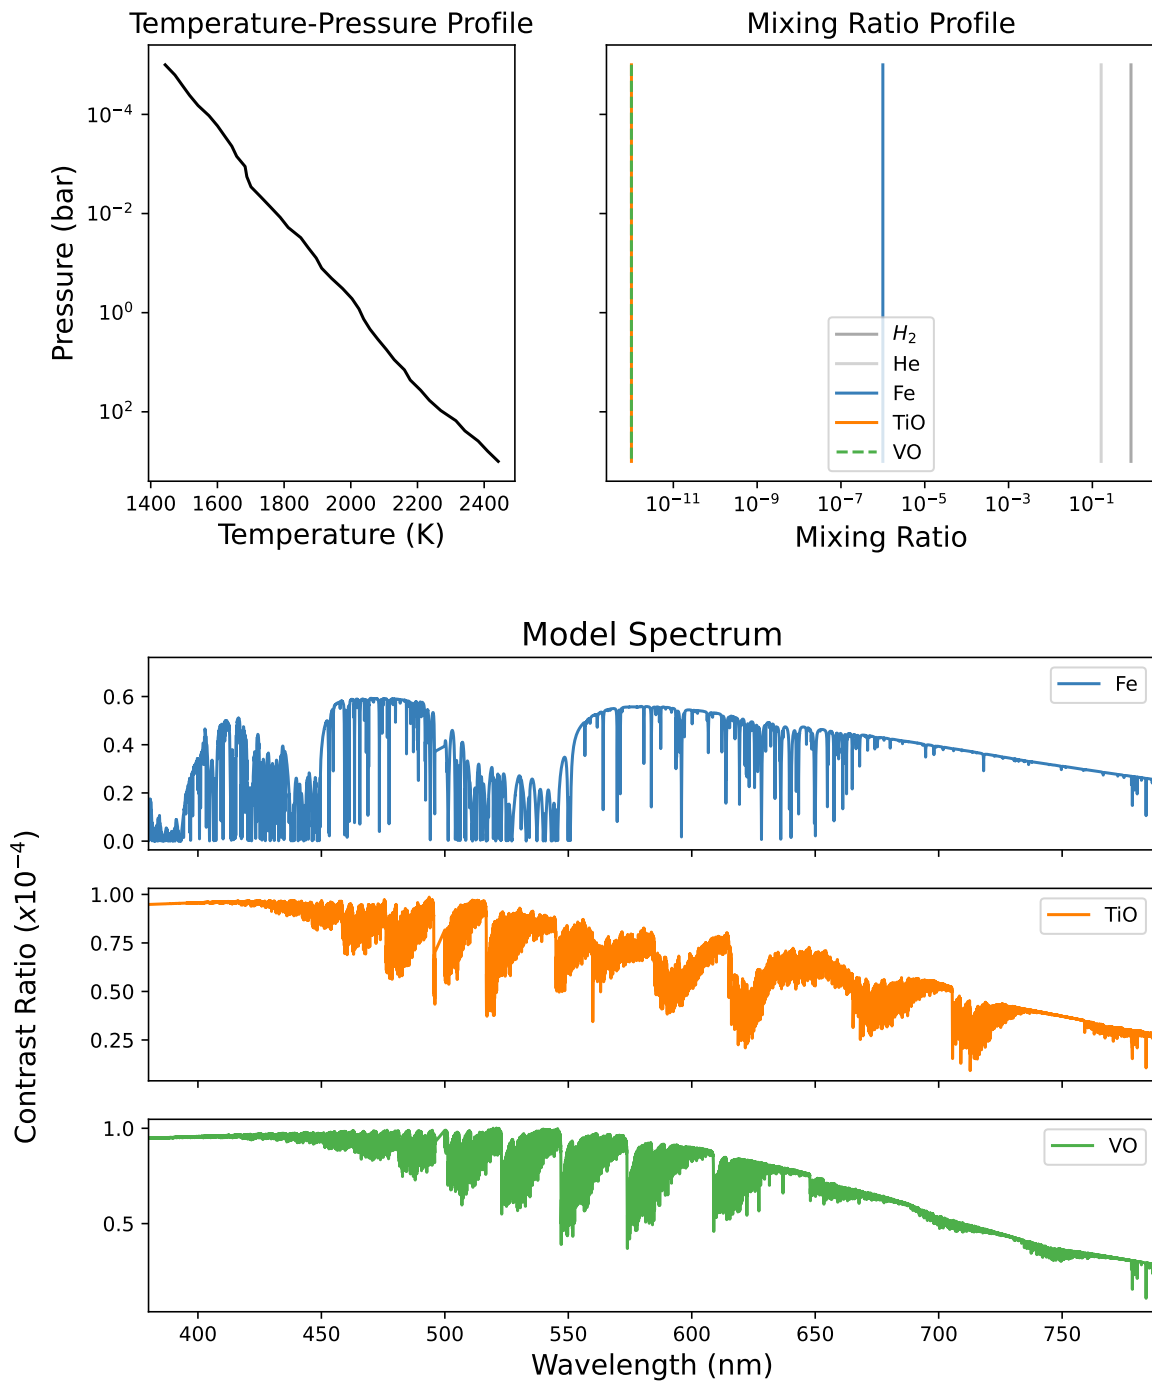 Temperature-Pressure Profile
Mixing Ratio Profile
Pressure (bar)
10⁻⁴
10⁻²
10⁰
10²
1400 1600 1800 2000 2200 2400
Temperature (K)
H₂
He
Fe
TiO
VO
10⁻¹¹ 10⁻⁹ 10⁻⁷ 10⁻⁵ 10⁻³ 10⁻¹
Mixing Ratio
Model Spectrum
Contrast Ratio (x10⁻⁴)
0.6
0.4
0.2
0.0
Fe
1.00
0.75
0.50
0.25
TiO
1.0
0.5
VO
400 450 500 550 600 650 700 750
Wavelength (nm)